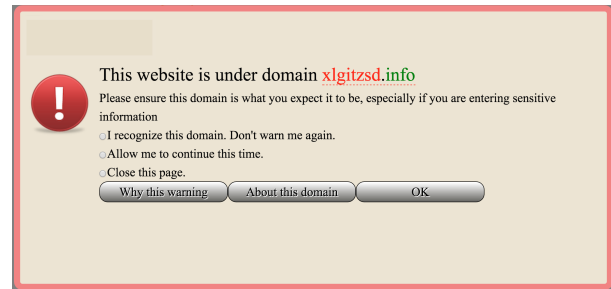 This website is under domain xlgitzsd.info
Please ensure this domain is what you expect it to be, especially if you are entering sensitive
information
I recognize this domain. Don't warn me again.
Allow me to continue this time.
Close this page.
Why this warning About this domain OK